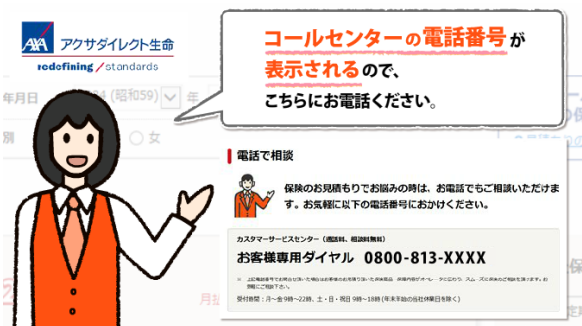 AXA アクサダイレクト生命
redefining / standards
コールセンターの電話番号が
表示されるので、
こちらにお電話ください。
年月日 (昭和59) 年
別 女
電話で相談
保険のお見積もりでお悩みの時は、お電話でもご相談いただけま
す。お気軽に以下の電話番号におかけください。
カスタマーサービスセンター（通話料、相談料無料）
お客様専用ダイヤル 0800-813-XXXX
受付時間：月～金 9時～22時、土・日・祝日 9時～18時 (年末年始の当社休業日を除く)
月払